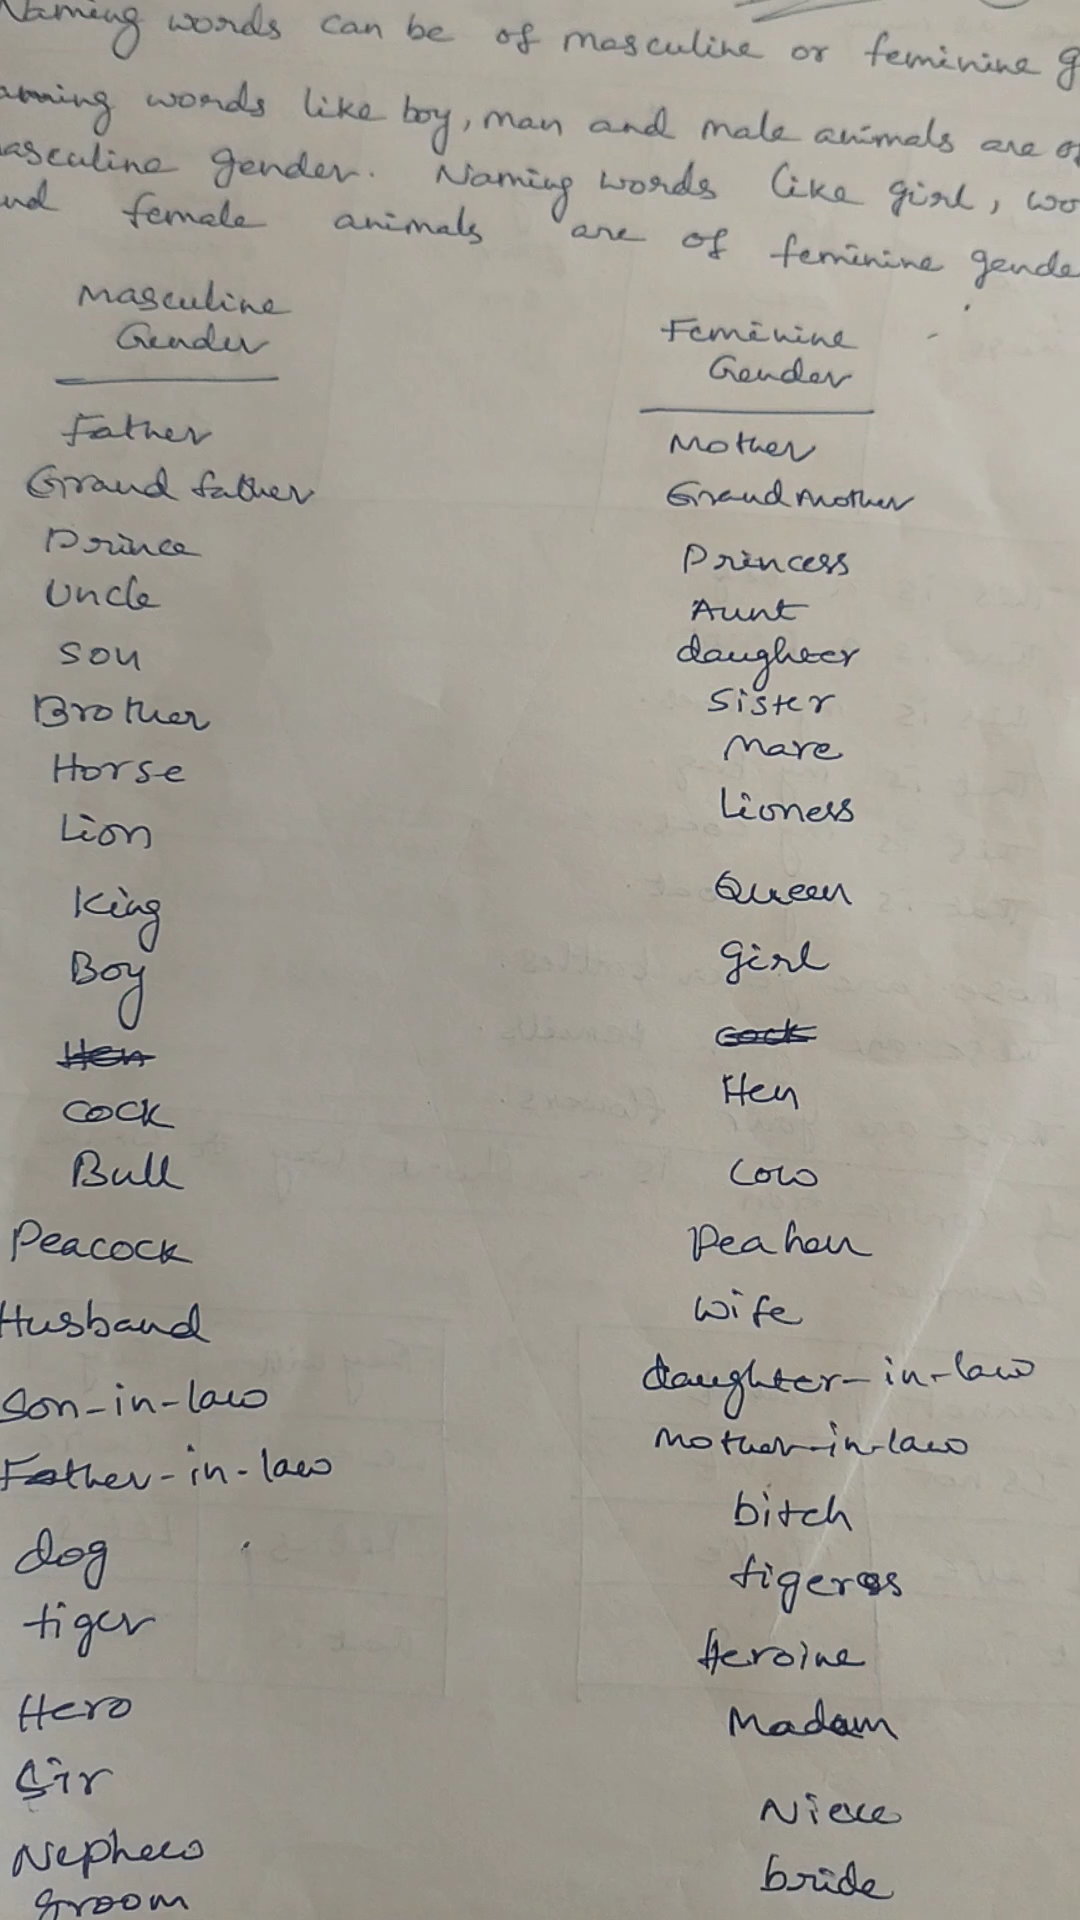 Naming words can be of masculine or feminine g
aming words like boy, man and male animals are of
asculine gender. Naming words like girl, wo
and female animals are of feminine gende
Masculine Gender
Feminine Gender
Father Mother
Grand father Grand Mother
Prince Princess
Uncle Aunt
Son daugheer
Brother Sister
Horse Mare
Lion Lioness
King Queen
Boy girl
Hen Cock
Cock Hen
Bull Cow
Peacock Peahen
Husband Wife
Son-in-law daughter-in-law
Father-in-law Mother-in-law
dog bitch
tiger tigeress
Hero Heroine
Sir Madam
Nephew Niece
groom bride